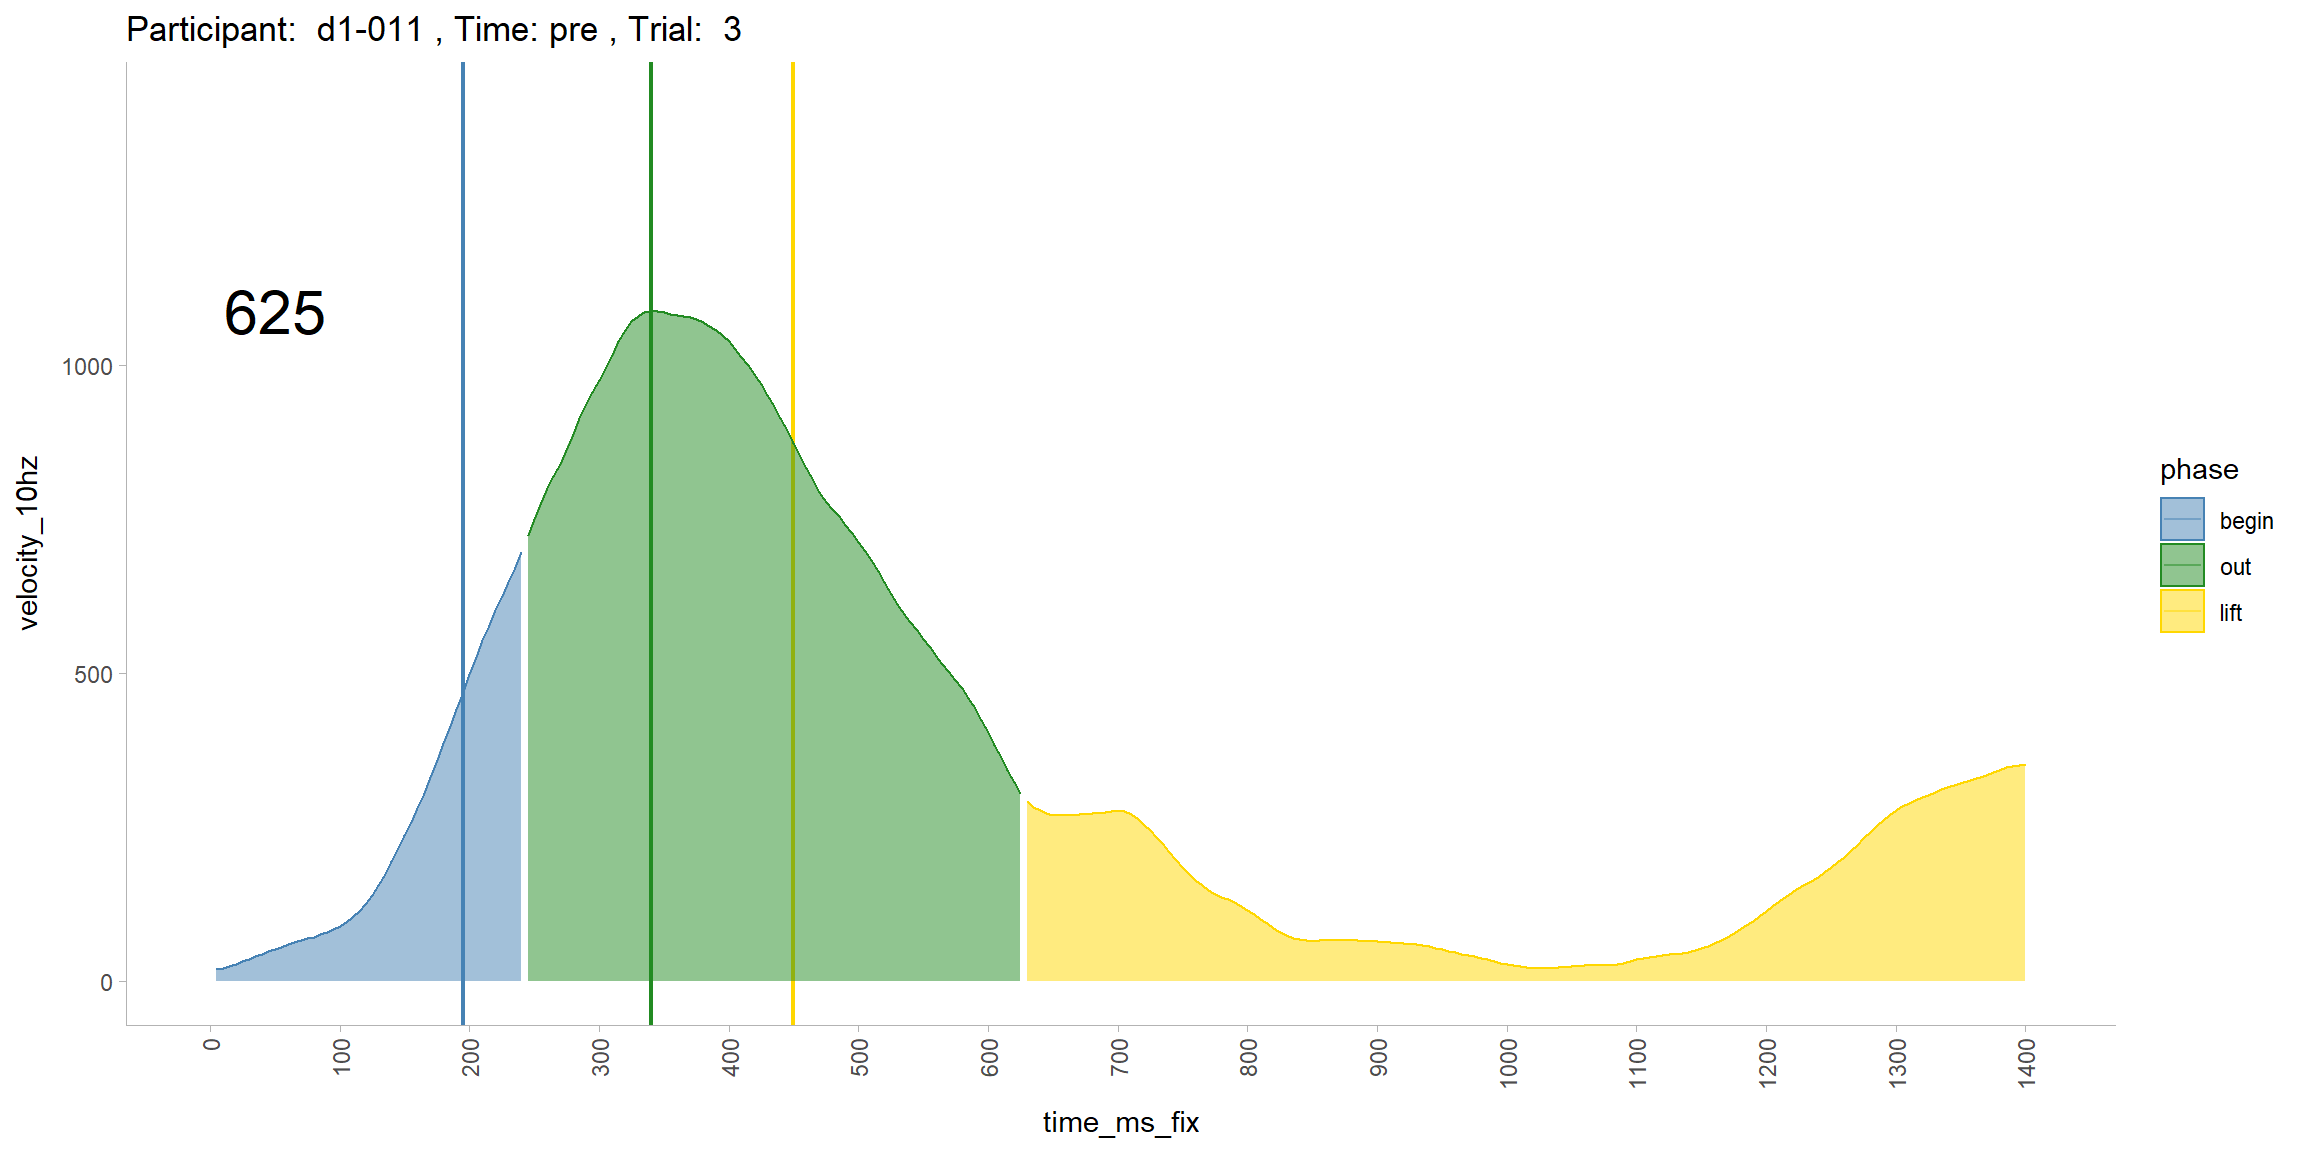 Participant:  d1-011 , Time: pre , Trial:  3
625
1000
500
0
velocity_10hz
0 100 200 300 400 500 600 700 800 900 1000 1100 1200 1300 1400
time_ms_fix
phase
begin
out
lift